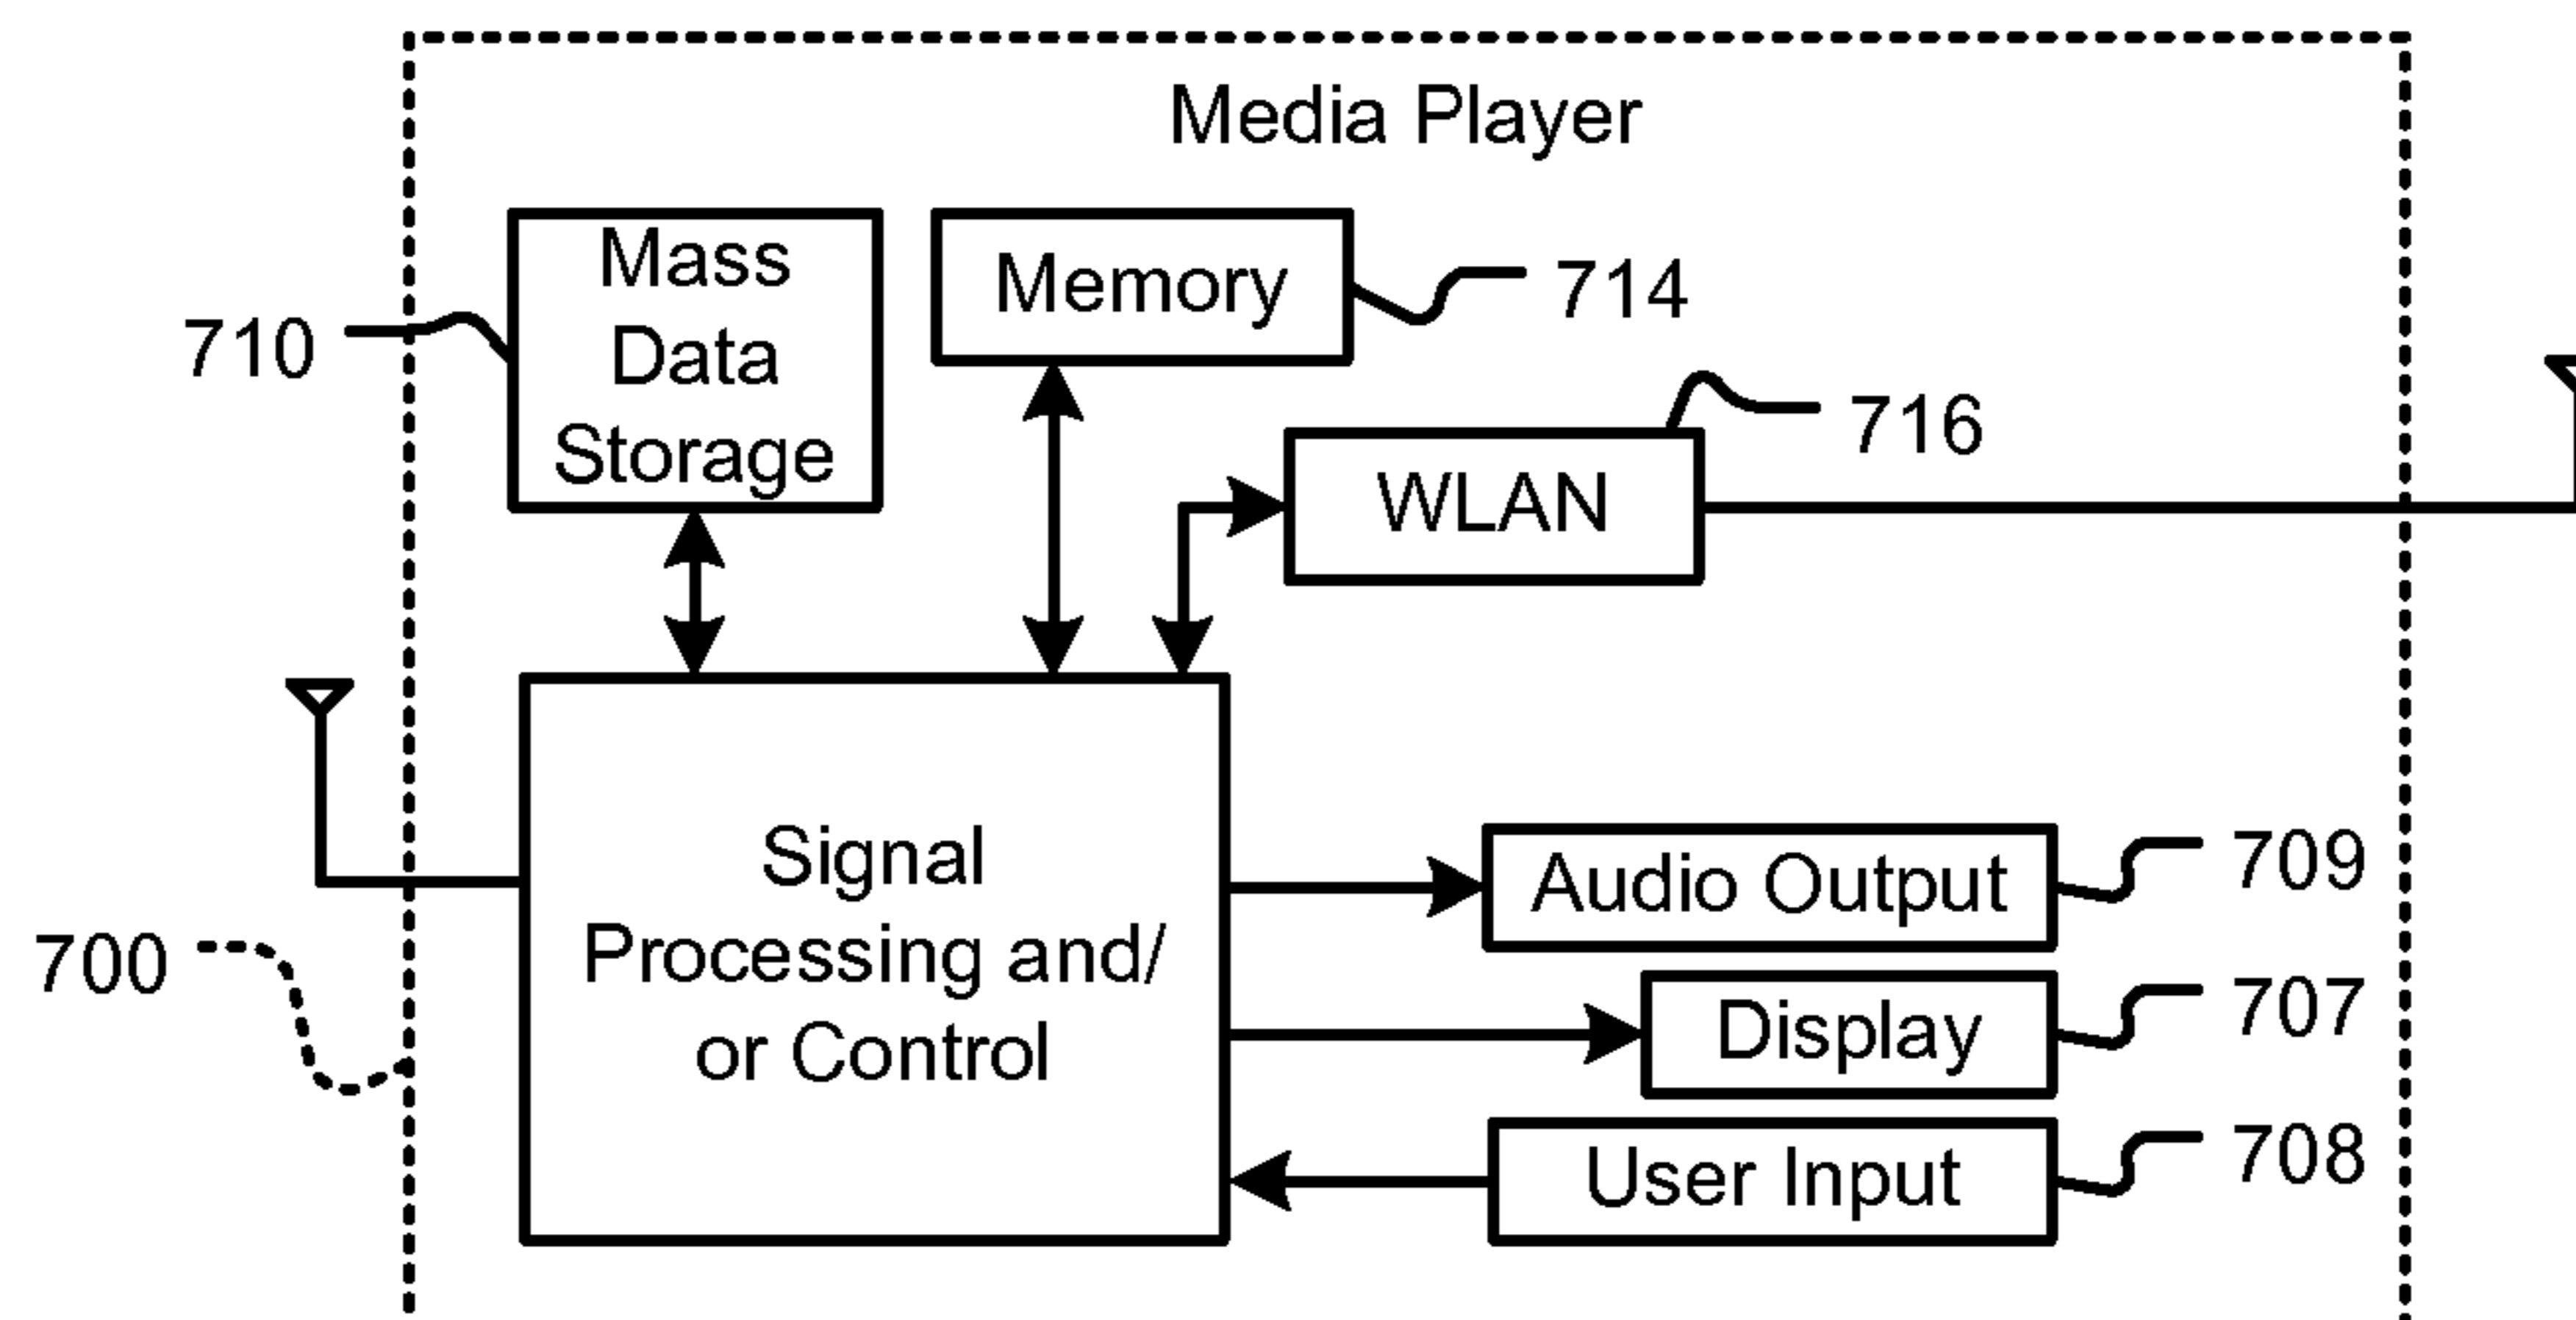 Media Player
Mass
Data
Storage
710
Memory
714
WLAN
716
Signal
Processing and/
or Control
700
Audio Output
709
Display
707
User Input
708